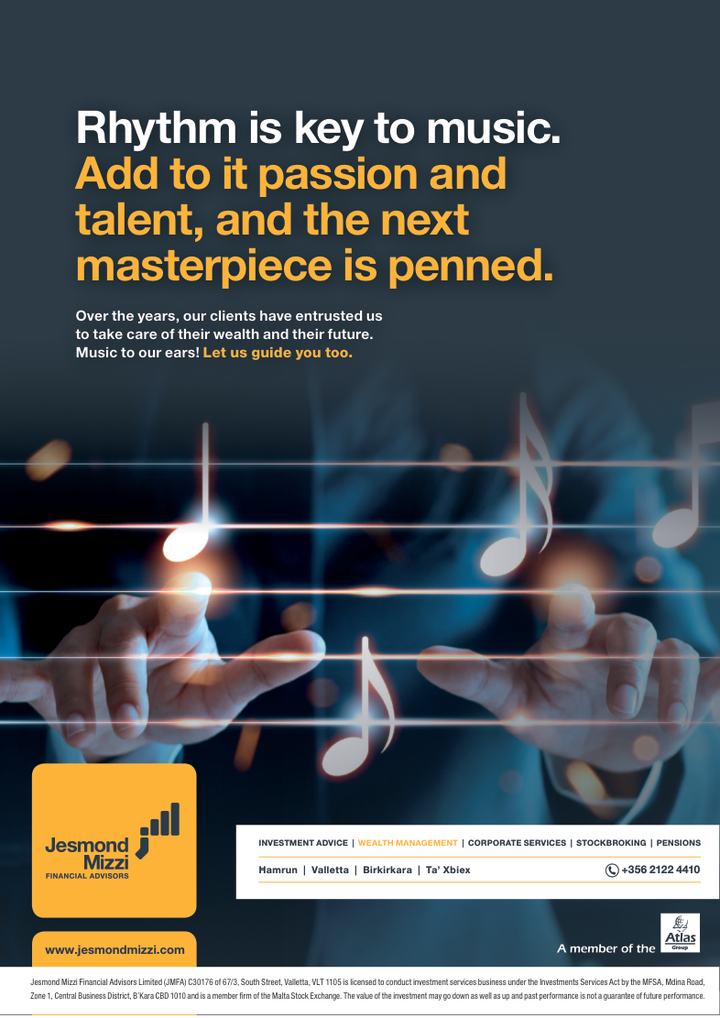 Rhythm is key to music.
Add to it passion and
talent, and the next
masterpiece is penned.
Over the years, our clients have entrusted us
to take care of their wealth and their future.
Music to our ears! Let us guide you too.
Jesmond
Mizzi
FINANCIAL ADVISORS
INVESTMENT ADVICE | WEALTH MANAGEMENT | CORPORATE SERVICES | STOCKBROKING | PENSIONS
Hamrun | Valletta | Birkirkara | Ta' Xbiex +356 2122 4410
www.jesmondmizzi.com
A member of the Atlas
Group
Jesmond Mizzi Financial Advisors Limited (JMFA) C30176 of 67/3, South Street, Valletta, VLT 1105 is licensed to conduct investment services business under the Investments Services Act by the MFSA, Mdina Road,
Zone 1, Central Business District, B'Kara CBD 1010 and is a member firm of the Malta Stock Exchange. The value of the investment may go down as well as up and past performance is not a guarantee of future performance.